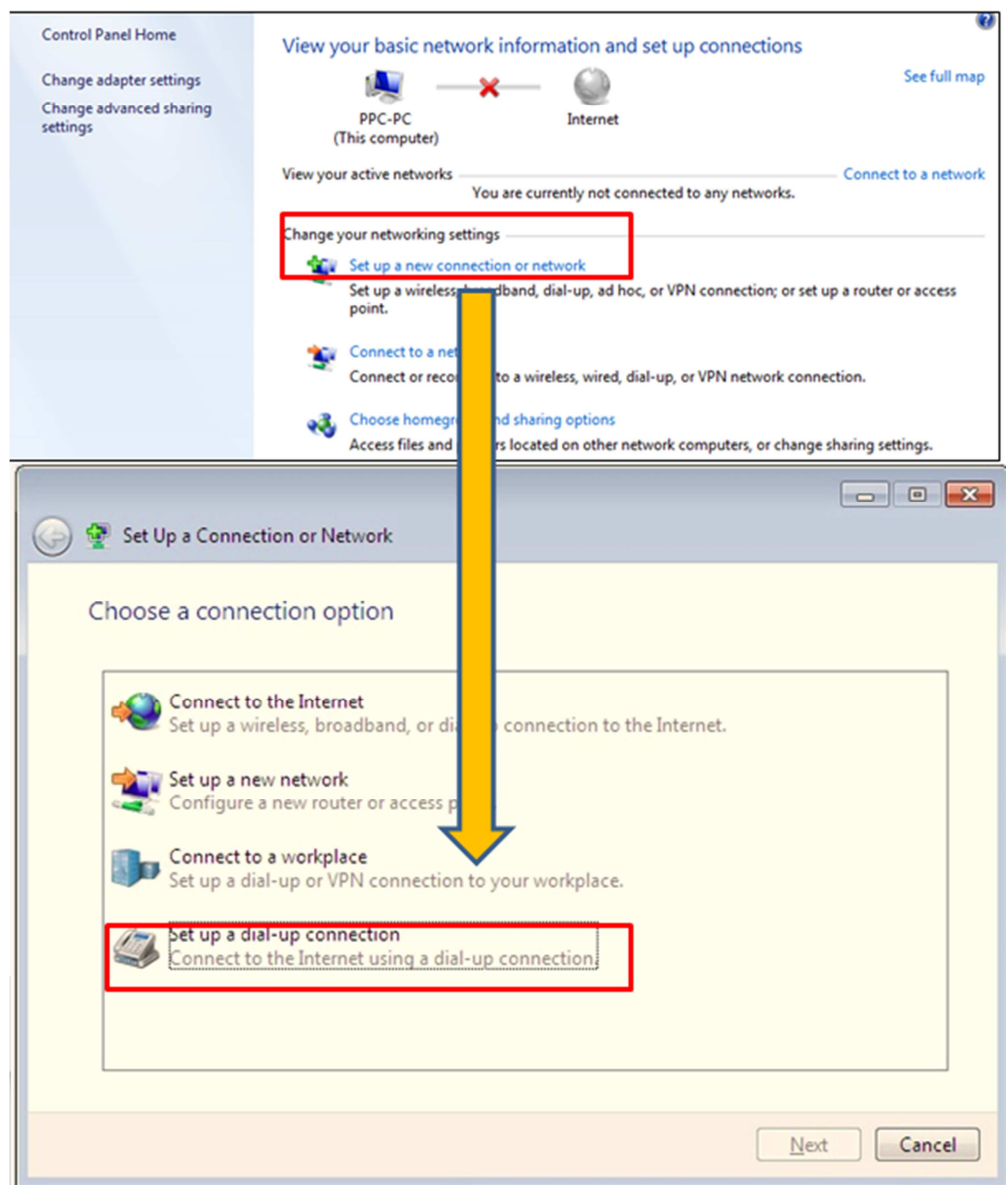 Control Panel Home
Change adapter settings
Change advanced sharing
settings
View your basic network information and set up connections
See full map
PPC-PC
(This computer)
Internet
View your active networks
Connect to a network
You are currently not connected to any networks.
Change your networking settings
Set up a new connection or network
Set up a wireless, dband, dial-up, ad hoc, or VPN connection; or set up a router or access
point.
Connect to a net
Connect or reco to a wireless, wired, dial-up, or VPN network connection.
Choose homegr nd sharing options
Access files and rs located on other network computers, or change sharing settings.
Set Up a Connection or Network
Choose a connection option
Connect to the Internet
Set up a wireless, broadband, or di connection to the Internet.
Set up a new network
Configure a new router or access p
Connect to a workplace
Set up a dial-up or VPN connection to your workplace.
Set up a dial-up connection
Connect to the Internet using a dial-up connection.
Next
Cancel